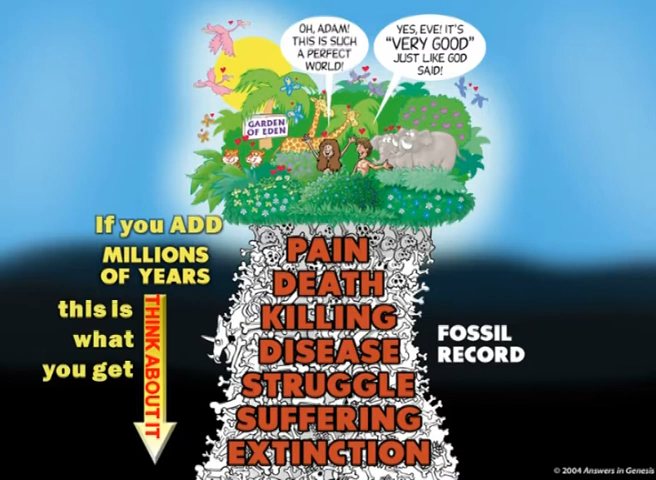 OH, ADAM!
THIS IS SUCH
A PERFECT
WORLD!
YES, EVE! IT'S
"VERY GOOD"
JUST LIKE GOD
SAID!
GARDEN
OF EDEN
If you ADD
MILLIONS
OF YEARS
this is
what
you get
THINK ABOUT IT
PAIN
DEATH
KILLING
DISEASE
STRUGGLE
SUFFERING
EXTINCTION
FOSSIL
RECORD
© 2004 Answers in Genesis